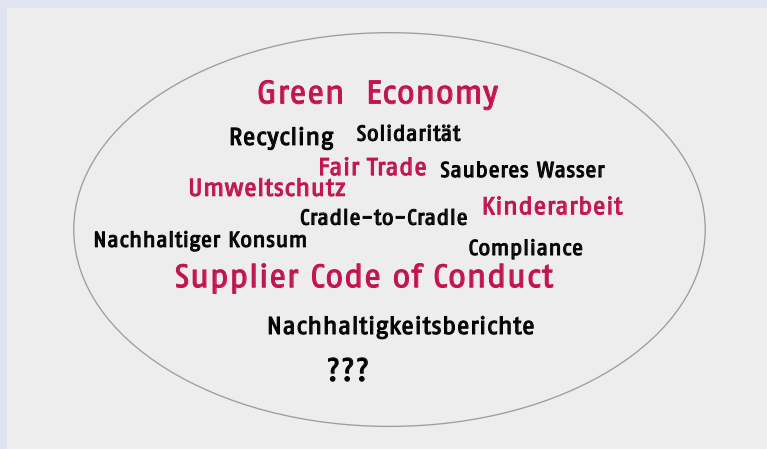 Green Economy
Recycling
Solidarität
Fair Trade
Sauberes Wasser
Umweltschutz
Kinderarbeit
Cradle-to-Cradle
Nachhaltiger Konsum
Compliance
Supplier Code of Conduct
Nachhaltigkeitsberichte
???